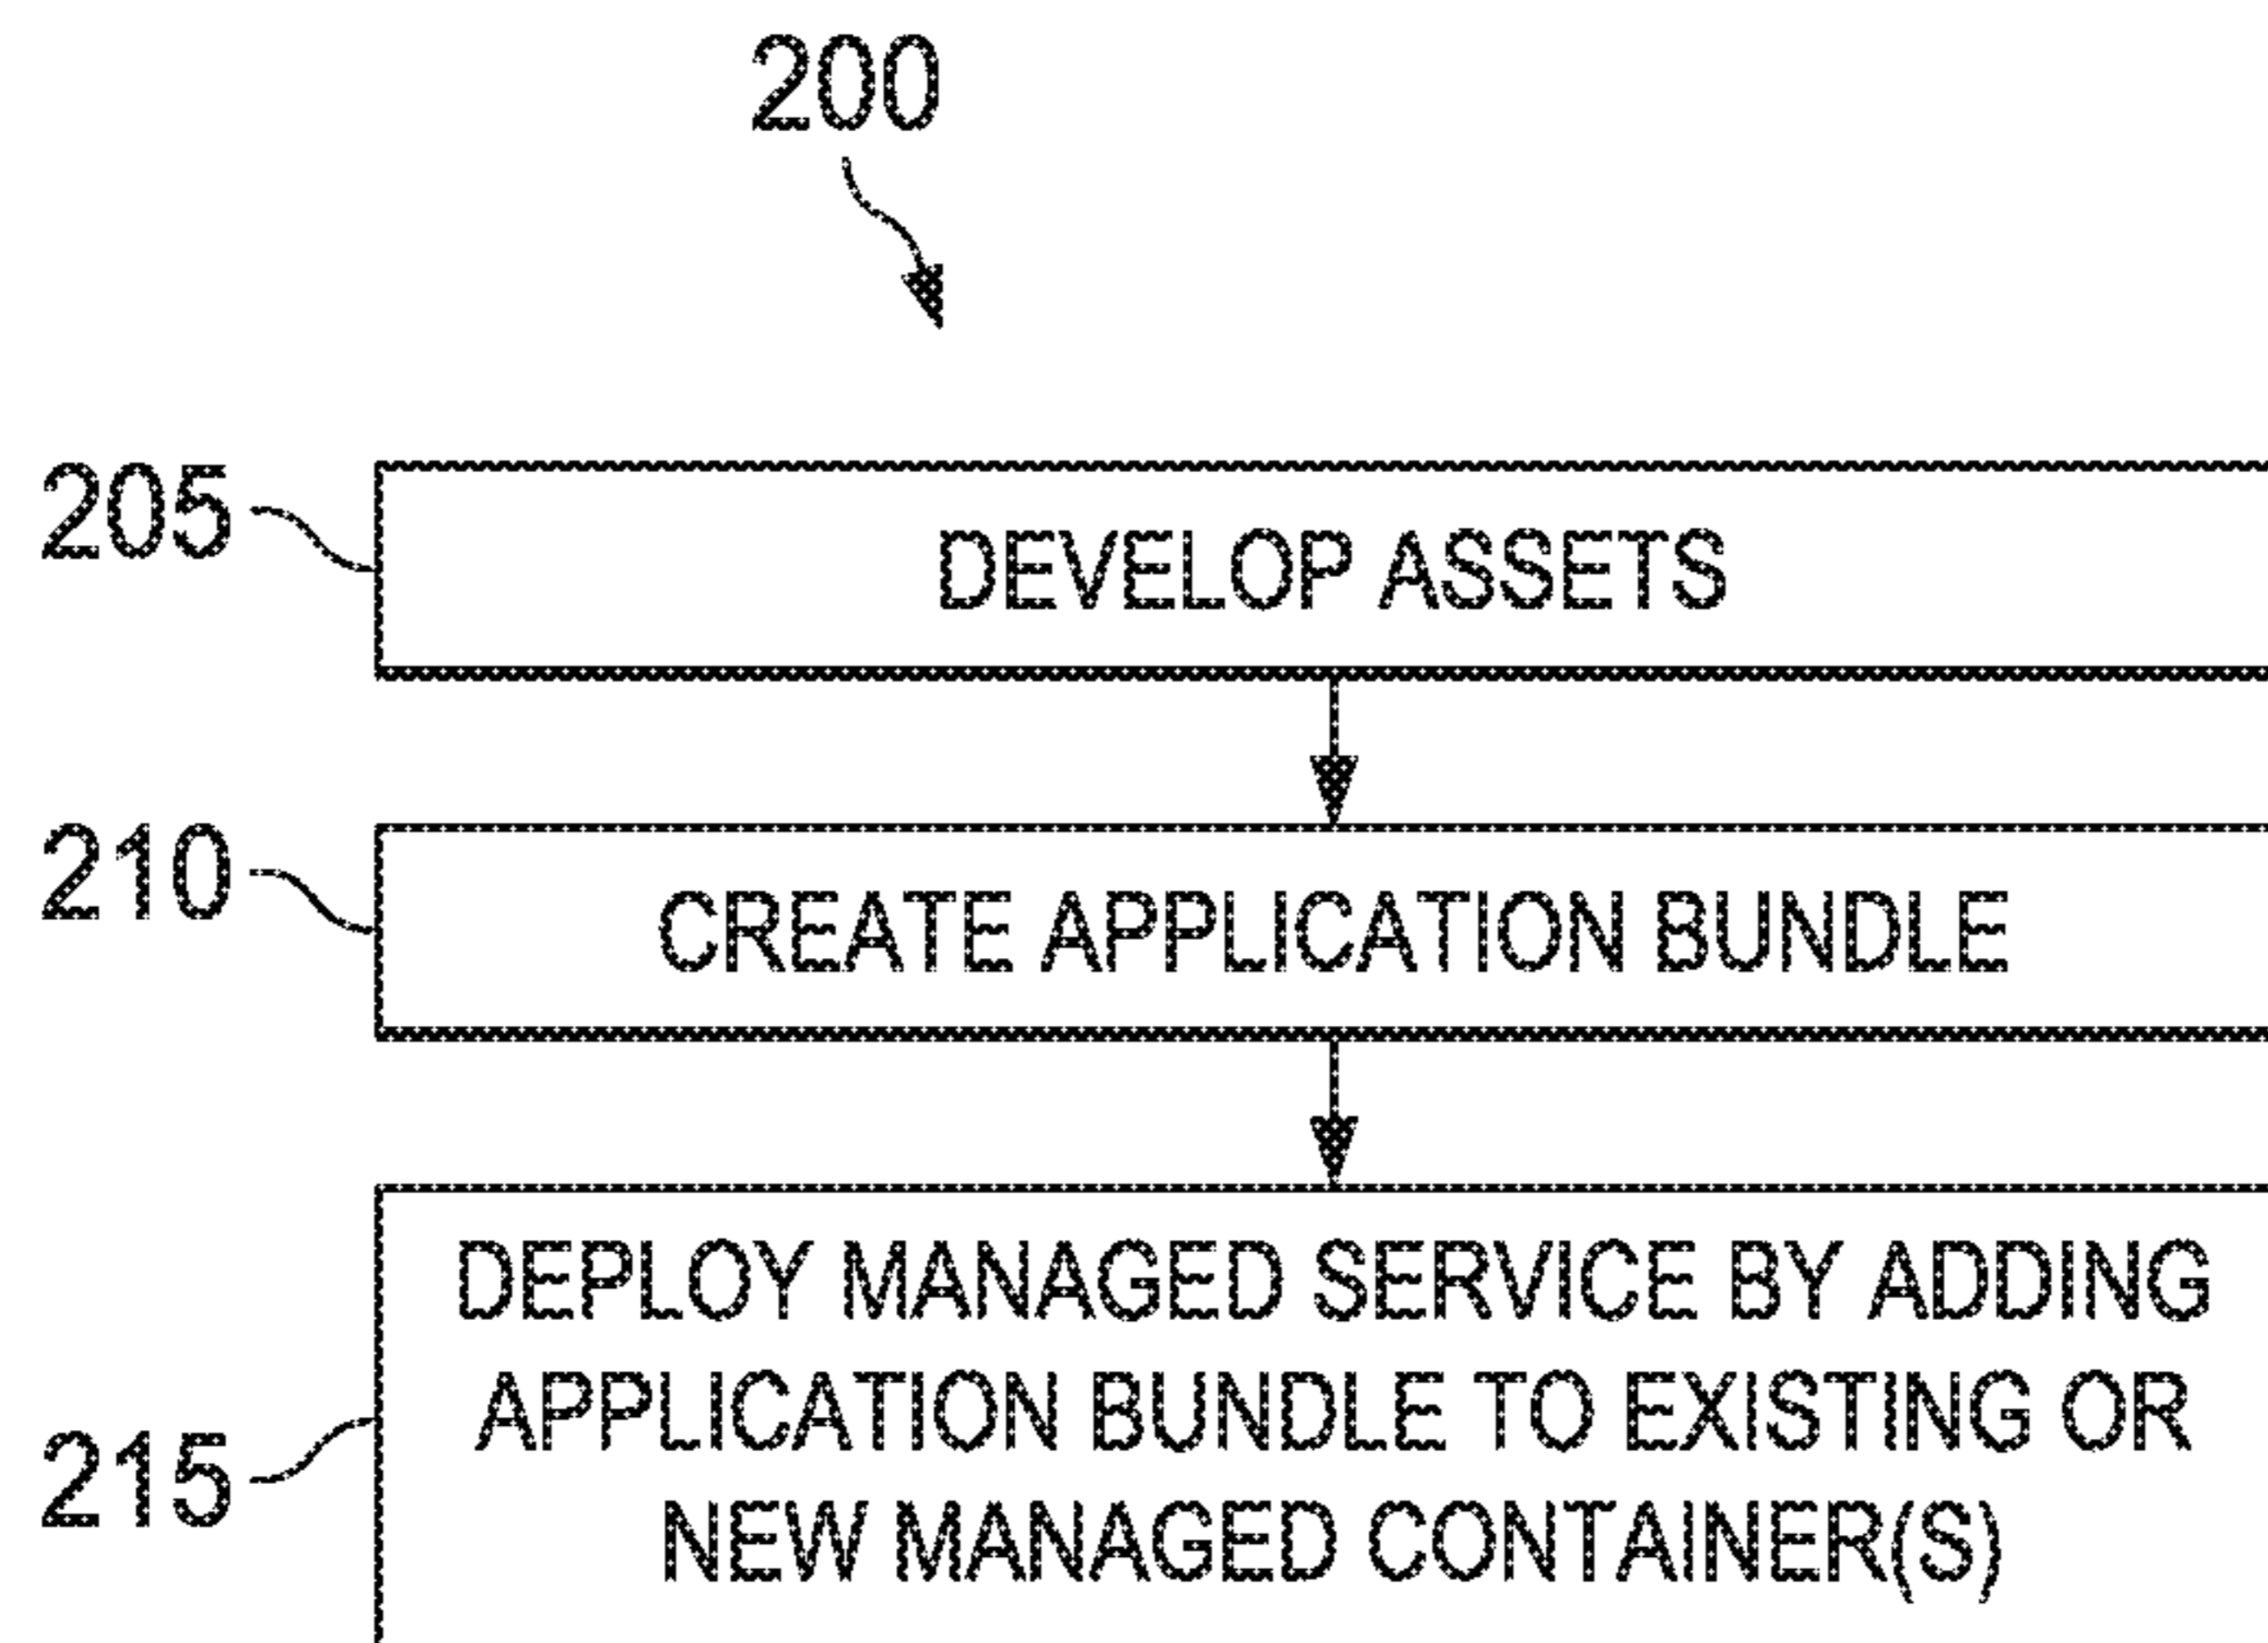 200
205
DEVELOP ASSETS
210
CREATE APPLICATION BUNDLE
DEPLOY MANAGED SERVICE BY ADDING
APPLICATION BUNDLE TO EXISTING OR
215
NEW MANAGED CONTAINER(S)